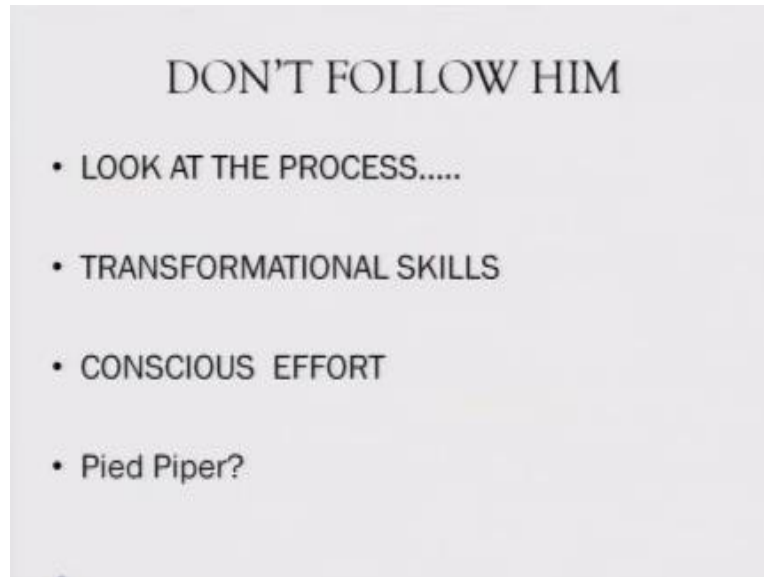 DON'T FOLLOW HIM
• LOOK AT THE PROCESS.....
• TRANSFORMATIONAL SKILLS
• CONSCIOUS EFFORT
• Pied Piper?